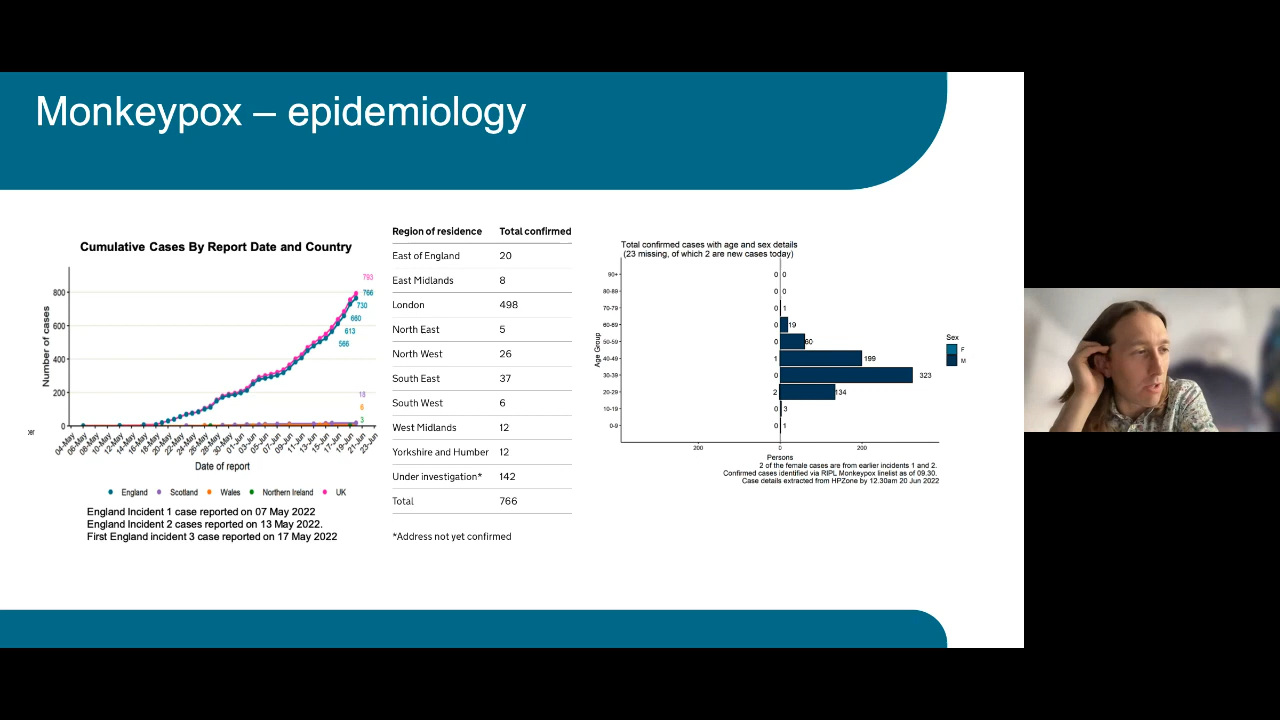 Monkeypox – epidemiology
Cumulative Cases By Report Date and Country
Number of cases
800
600
400
200
0
793
766
730
660
613
566
18
6
3
04-May
06-May
08-May
10-May
12-May
14-May
16-May
18-May
20-May
22-May
24-May
26-May
28-May
30-May
01-Jun
03-Jun
05-Jun
07-Jun
09-Jun
11-Jun
13-Jun
15-Jun
17-Jun
19-Jun
21-Jun
23-Jun
Date of report
England Scotland Wales Northern Ireland UK
England Incident 1 case reported on 07 May 2022
England Incident 2 cases reported on 13 May 2022.
First England incident 3 case reported on 17 May 2022
Region of residence Total confirmed
East of England 20
East Midlands 8
London 498
North East 5
North West 26
South East 37
South West 6
West Midlands 12
Yorkshire and Humber 12
Under investigation* 142
Total 766
*Address not yet confirmed
Total confirmed cases with age and sex details
(23 missing, of which 2 are new cases today)
Age Group
90+ 0 0
80-89 0 0
70-79 0 1
60-69 0 19
50-59 0 60
40-49 1 199
30-39 0 323
20-29 2 134
10-19 0 3
0-9 0 1
200 0 200
Persons
Sex
F
M
2 of the female cases are from earlier incidents 1 and 2.
Confirmed cases identified via RIPL Monkeypox linelist as of 09.30.
Case details extracted from HPZone by 12.30am 20 Jun 2022